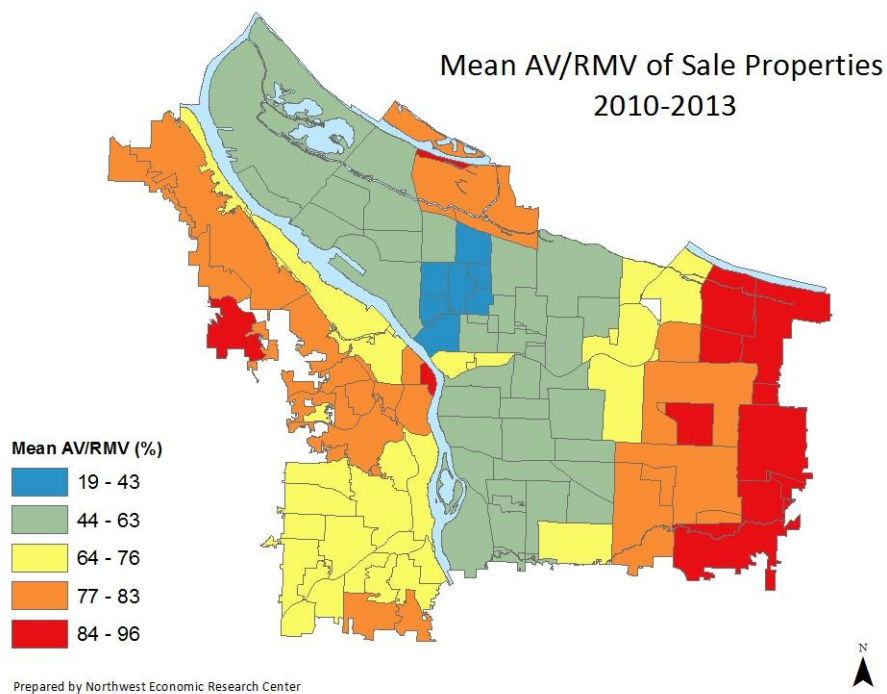 Mean AV/RMV of Sale Properties
2010-2013
Mean AV/RMV (%)
19 - 43
44 - 63
64 - 76
77 - 83
84 - 96
Prepared by Northwest Economic Research Center
N